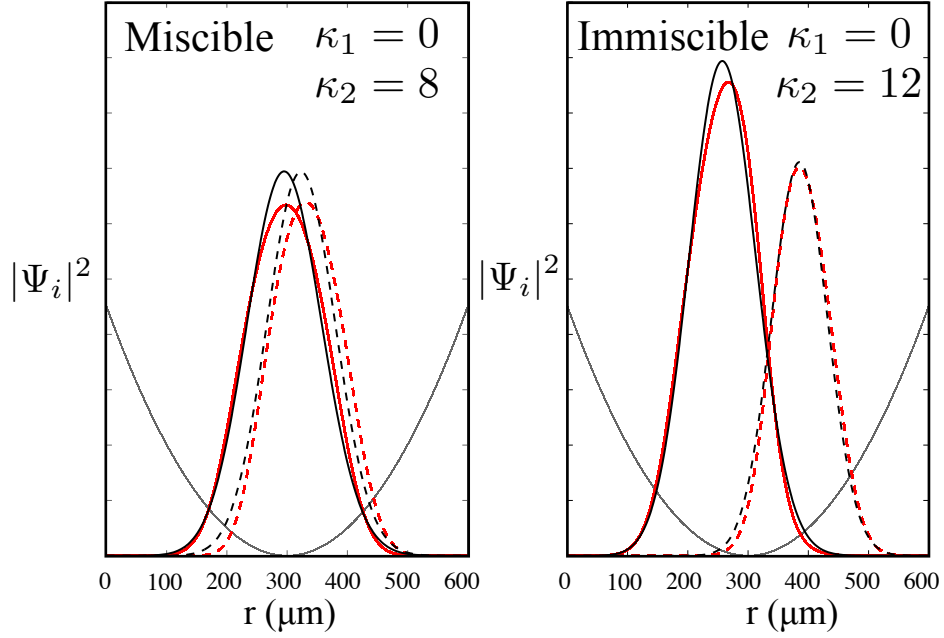 Miscible κ₁ = 0
κ₂ = 8
|Ψᵢ|²
0 100 200 300 400 500 600
r (μm)
Immiscible κ₁ = 0
κ₂ = 12
|Ψᵢ|²
0 100 200 300 400 500 600
r (μm)